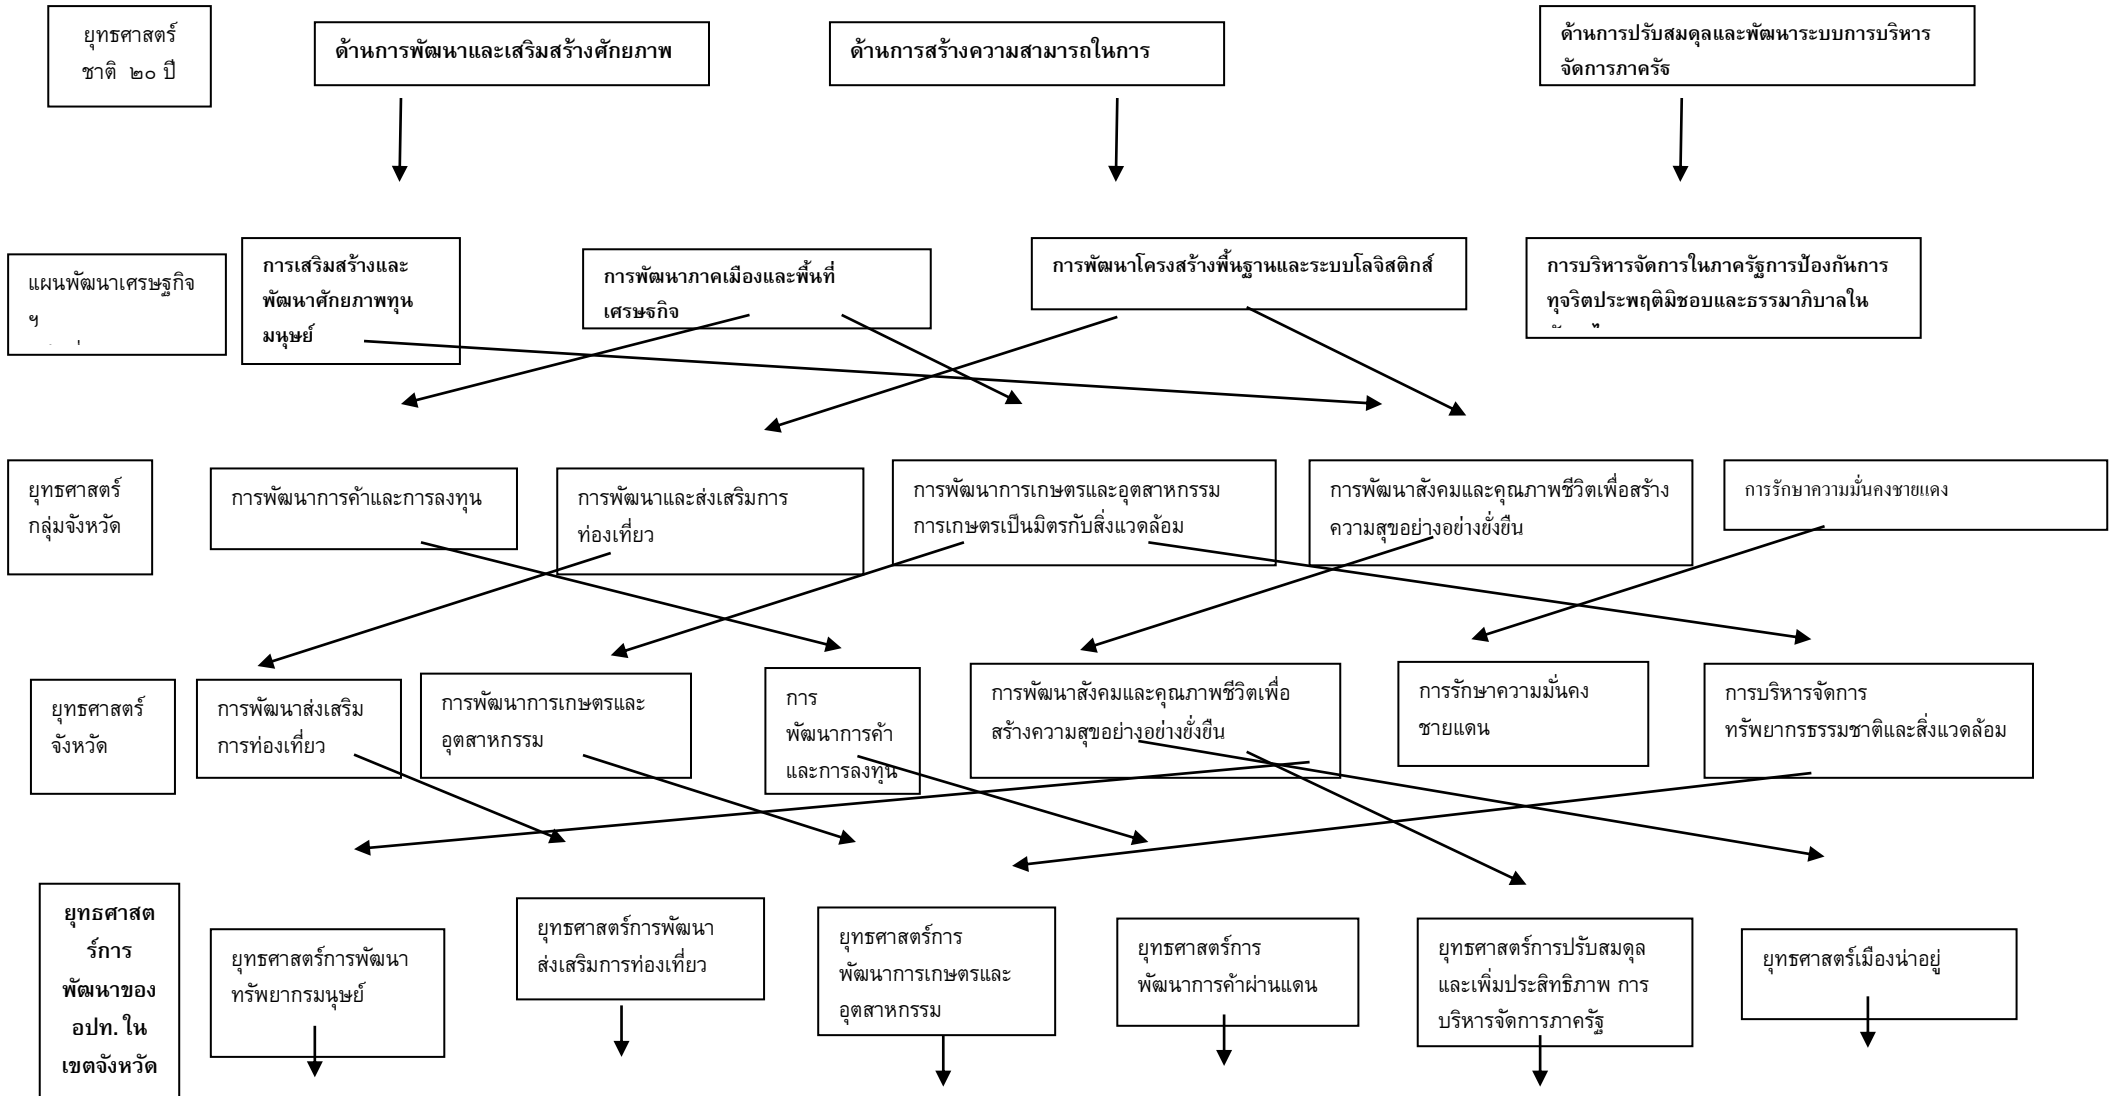 ยุทธศาสตร์
ชาติ ๒๐ ปี
ด้านการพัฒนาและเสริมสร้างศักยภาพ
ด้านการสร้างความสามารถในการ
ด้านการปรับสมดุลและพัฒนาระบบการบริหาร
จัดการภาครัฐ
แผนพัฒนาเศรษฐกิจ
ฯ
การเสริมสร้างและ
พัฒนาศักยภาพทุน
มนุษย์
การพัฒนาภาคเมืองและพื้นที่
เศรษฐกิจ
การพัฒนาโครงสร้างพื้นฐานและระบบโลจิสติกส์
การบริหารจัดการในภาครัฐการป้องกันการ
ทุจริตประพฤติมิชอบและธรรมาภิบาลใน
ยุทธศาสตร์
กลุ่มจังหวัด
การพัฒนาการค้าและการลงทุน
การพัฒนาและส่งเสริมการ
ท่องเที่ยว
การพัฒนาการเกษตรและอุตสาหกรรม
การเกษตรเป็นมิตรกับสิ่งแวดล้อม
การพัฒนาสังคมและคุณภาพชีวิตเพื่อสร้าง
ความสุขอย่างอย่างยั่งยืน
การรักษาความมั่นคงชายแดง
ยุทธศาสตร์
จังหวัด
การพัฒนาส่งเสริม
การท่องเที่ยว
การพัฒนาการเกษตรและ
อุตสาหกรรม
การ
พัฒนาการค้า
และการลงทุน
การพัฒนาสังคมและคุณภาพชีวิตเพื่อ
สร้างความสุขอย่างอย่างยั่งยืน
การรักษาความมั่นคง
ชายแดน
การบริหารจัดการ
ทรัพยากรธรรมชาติและสิ่งแวดล้อม
ยุทธศาสต
ร์การ
พัฒนาของ
อปท. ใน
เขตจังหวัด
ยุทธศาสตร์การพัฒนา
ทรัพยากรมนุษย์
ยุทธศาสตร์การพัฒนา
ส่งเสริมการท่องเที่ยว
ยุทธศาสตร์การ
พัฒนาการเกษตรและ
อุตสาหกรรม
ยุทธศาสตร์การ
พัฒนาการค้าผ่านแดน
ยุทธศาสตร์การปรับสมดุล
และเพิ่มประสิทธิภาพ การ
บริหารจัดการภาครัฐ
ยุทธศาสตร์เมืองน่าอยู่